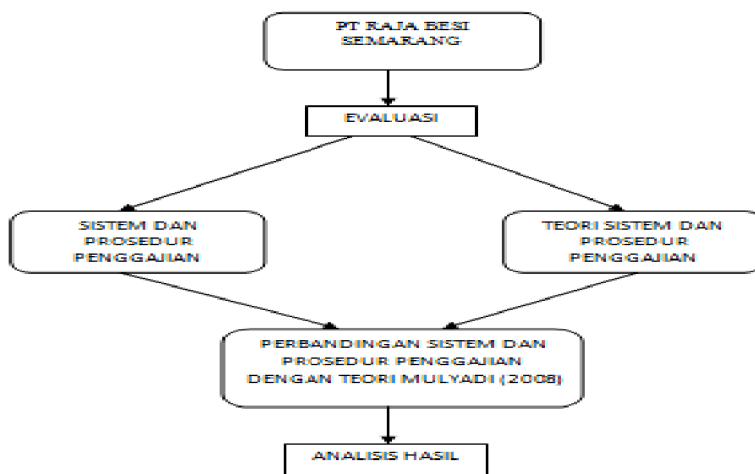 PT RAJA BESI
SEMARANG
EVALUASI
SISTEM DAN
PROSEDUR
PENGGAJIAN
TEORI SISTEM DAN
PROSEDUR
PENGGAJIAN
PERBANDINGAN SISTEM DAN
PROSEDUR PENGGAJIAN
DENGAN TEORI MULYADI (2008)
ANALISIS HASIL